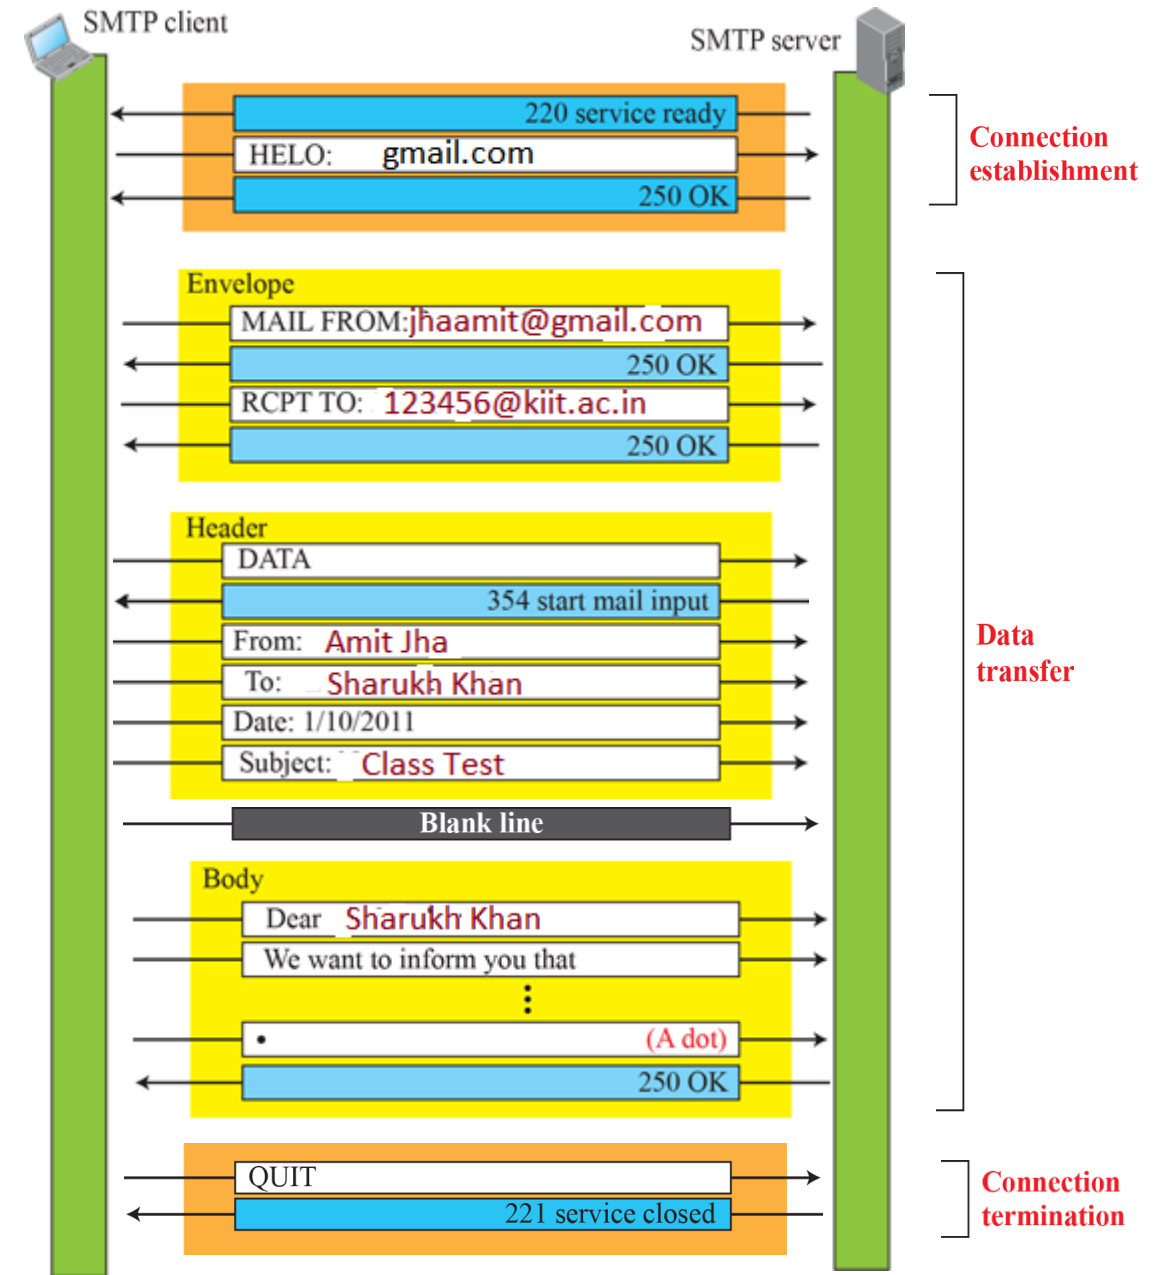 SMTP client
SMTP server
220 service ready
HELO: gmail.com
250 OK
Connection
establishment
Envelope
MAIL FROM:jhaamit@gmail.com
250 OK
RCPT TO: 123456@kiit.ac.in
250 OK
Header
DATA
354 start mail input
From: Amit Jha
To: Sharukh Khan
Date: 1/10/2011
Subject: Class Test
Data
transfer
Blank line
Body
Dear Sharukh Khan
We want to inform you that
⋮
• (A dot)
250 OK
QUIT
221 service closed
Connection
termination